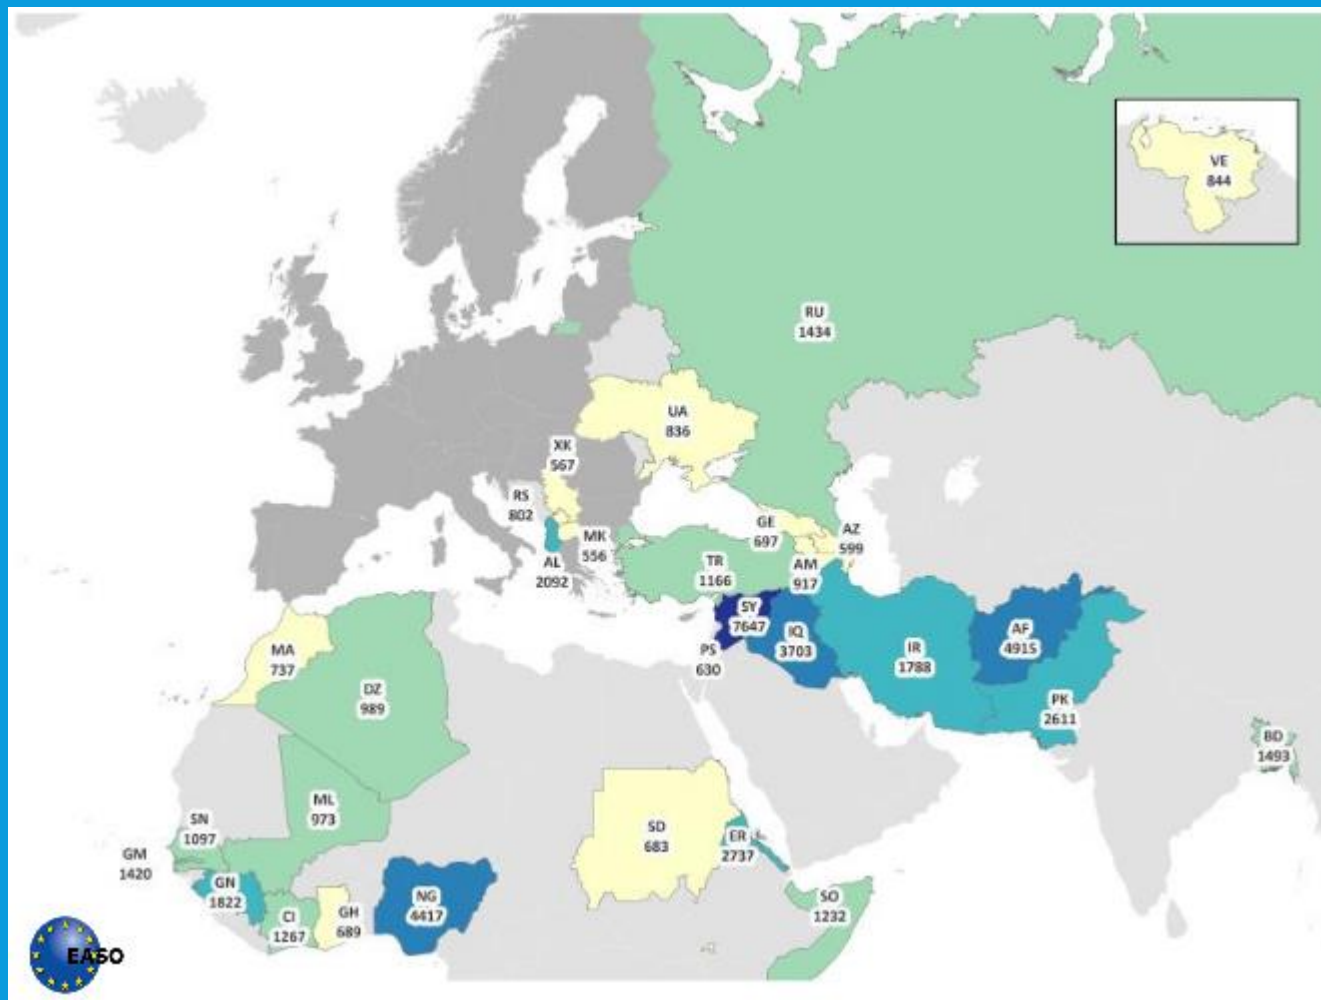 VE
844
RU
1434
UA
836
XK
567
RS
802
MK
556
AL
2092
GE
697
AZ
599
AM
917
TR
1166
SY
7647
IQ
3703
PS
630
IR
1788
AF
4915
PK
2611
BD
1493
MA
737
DZ
989
ML
973
SN
1097
GM
1420
GN
1822
CI
1267
GH
689
NG
4417
SD
683
ER
2737
SO
1232
EASO